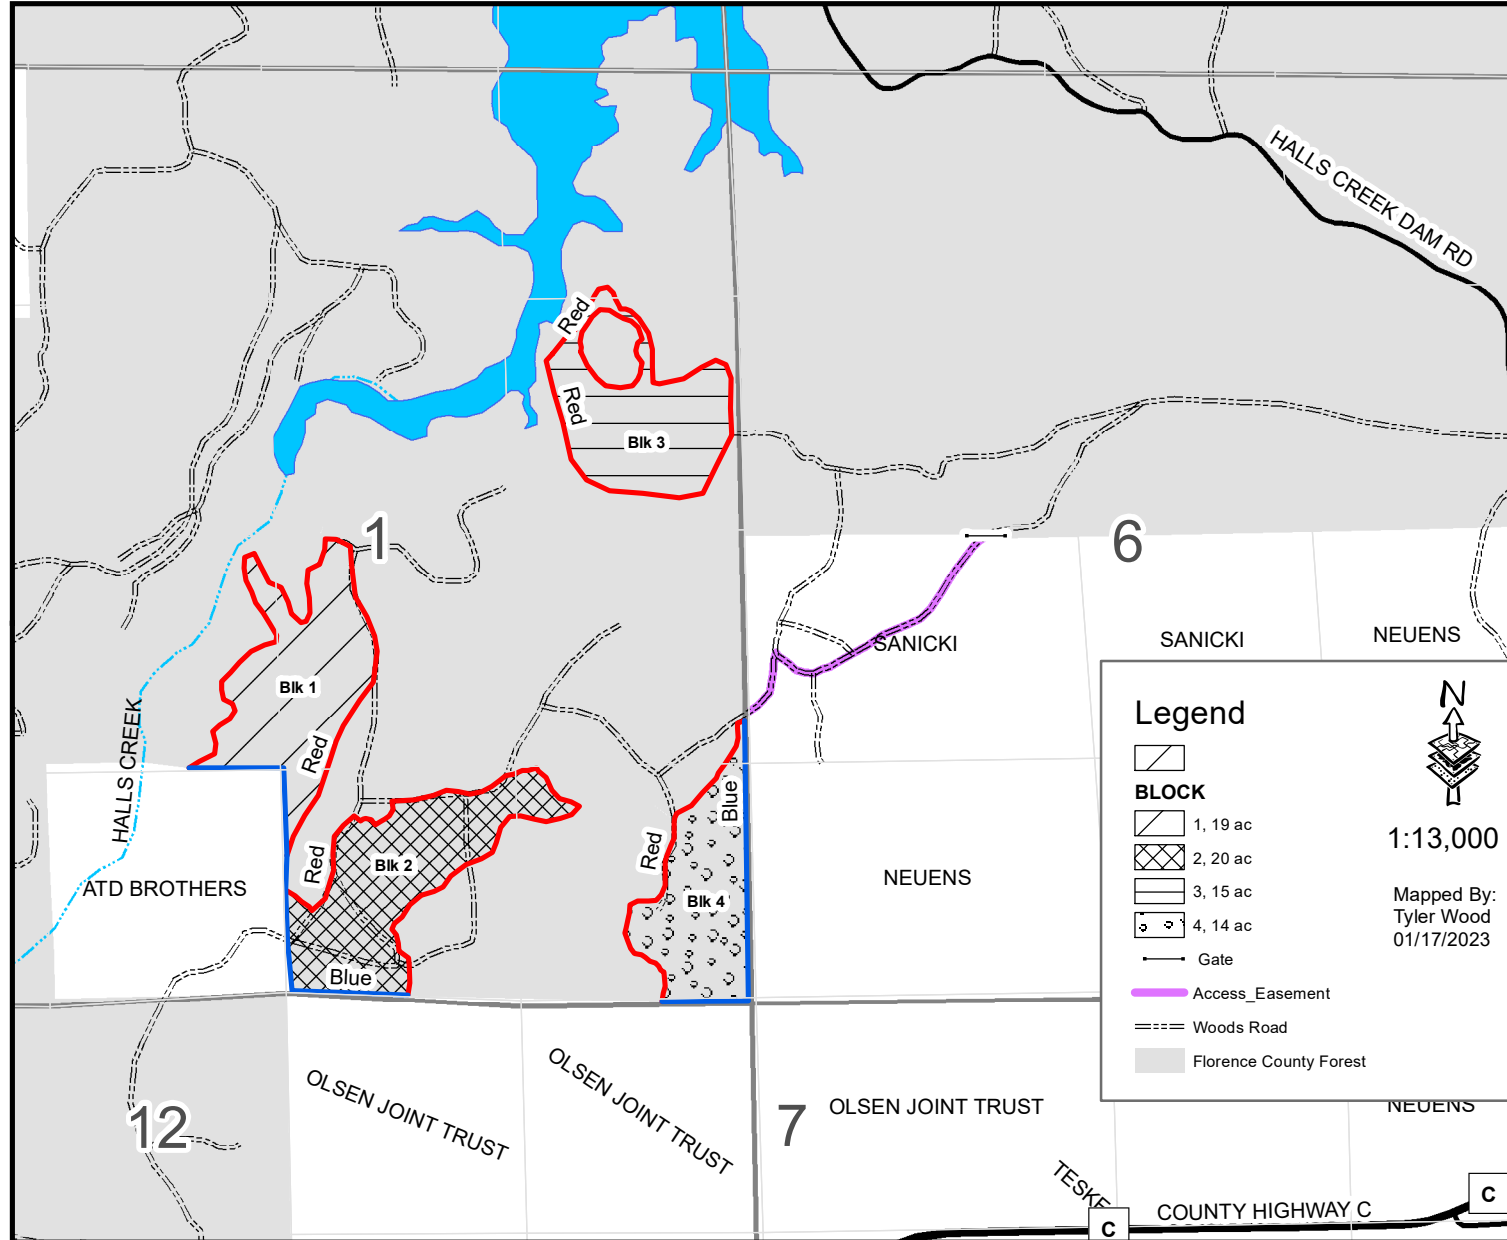 HALLS CREEK DAM RD
Red
Red
Blk 3
1
6
SANICKI
SANICKI
NEUENS
Blk 1
HALLS CREEK
Red
Blue
Red
Red
Blk 2
ATD BROTHERS
NEUENS
Blk 4
Blue
Legend
N
BLOCK
1, 19 ac
2, 20 ac
3, 15 ac
4, 14 ac
Gate
Access_Easement
Woods Road
Florence County Forest
1:13,000
Mapped By:
Tyler Wood
01/17/2023
OLSEN JOINT TRUST
OLSEN JOINT TRUST
OLSEN JOINT TRUST
NEUENS
12
7
TESKE
COUNTY HIGHWAY C
C
C